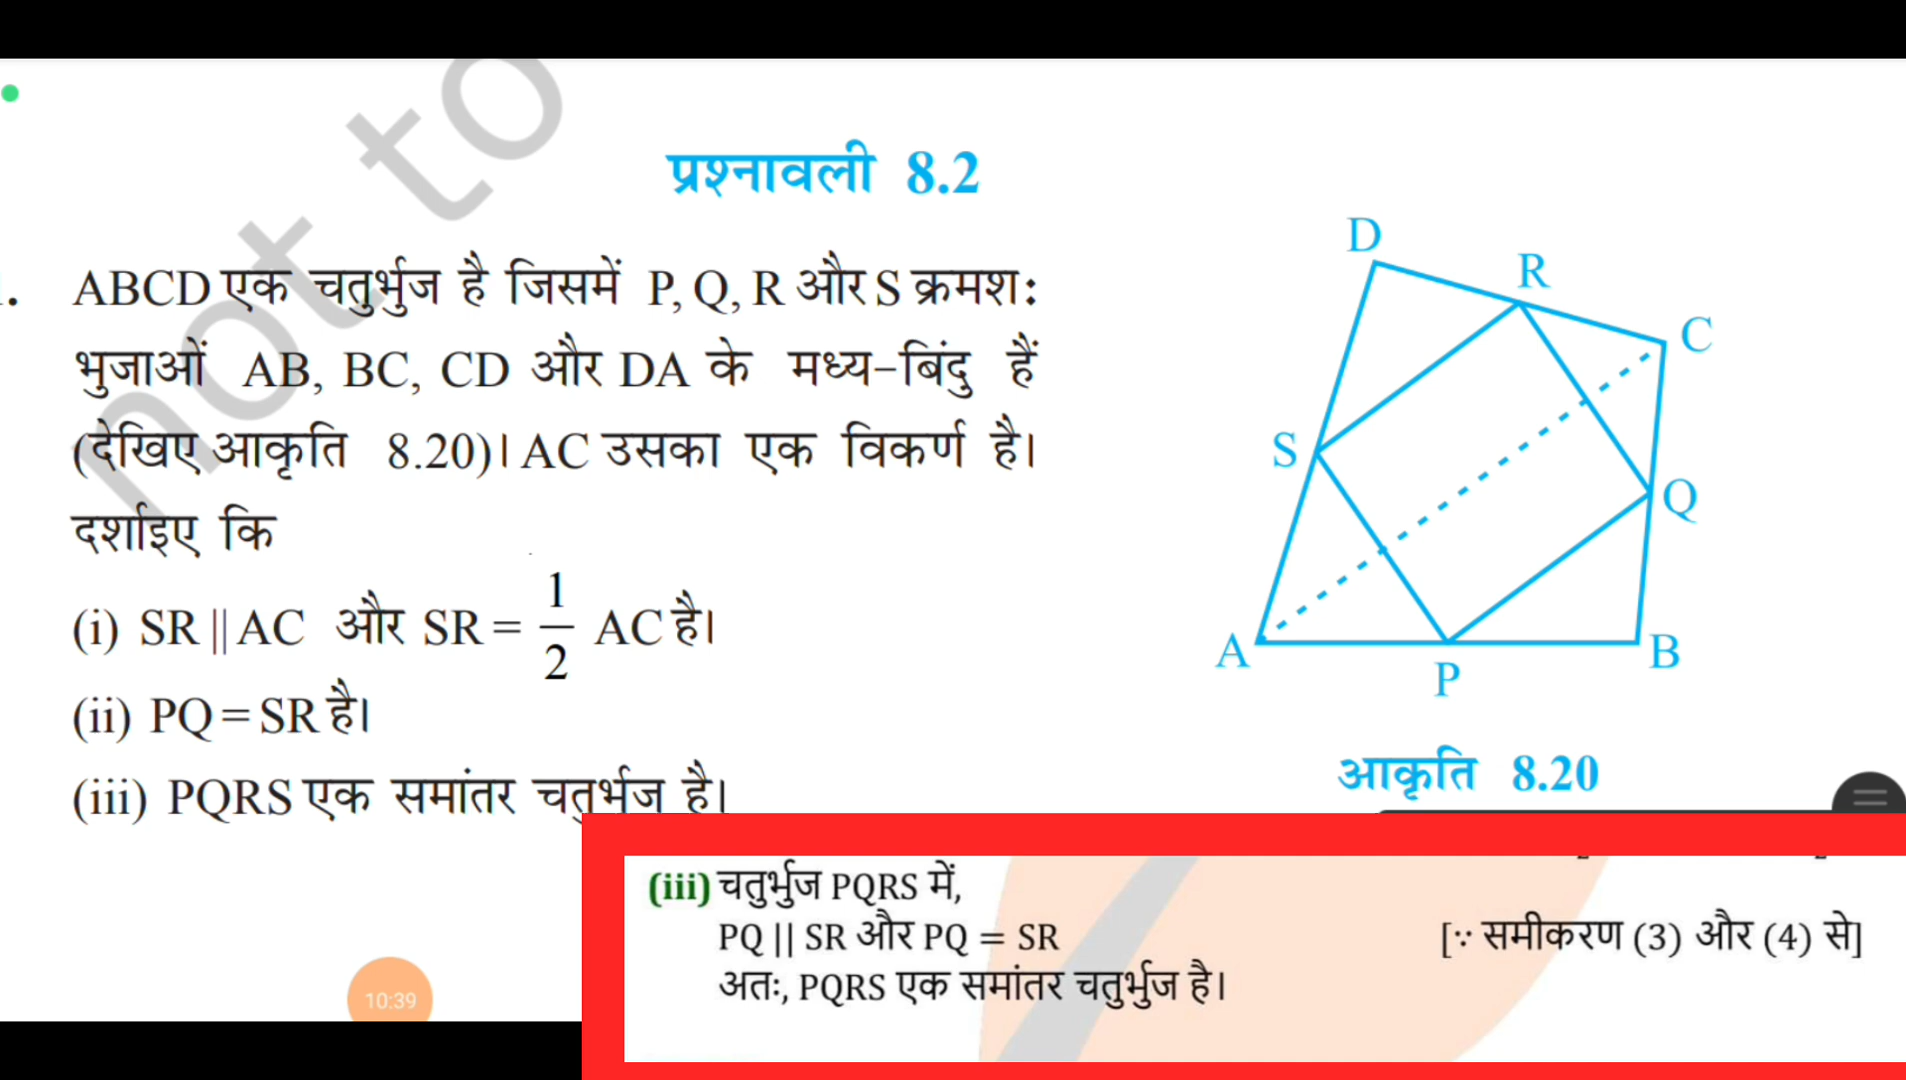 not to
प्रश्नावली 8.2
. ABCD एक चतुर्भुज है जिसमें P, Q, R और S क्रमश:
भुजाओं AB, BC, CD और DA के मध्य-बिंदु हैं
(देखिए आकृति 8.20)। AC उसका एक विकर्ण है।
दर्शाइए कि
(i) SR || AC और SR = 1/2 AC है।
(ii) PQ = SR है।
(iii) PQRS एक समांतर चतुर्भुज है।
D
R
C
S
Q
A
B
P
आकृति 8.20
(iii) चतुर्भुज PQRS में,
PQ || SR और PQ = SR [∵ समीकरण (3) और (4) से]
अतः, PQRS एक समांतर चतुर्भुज है।
10:39